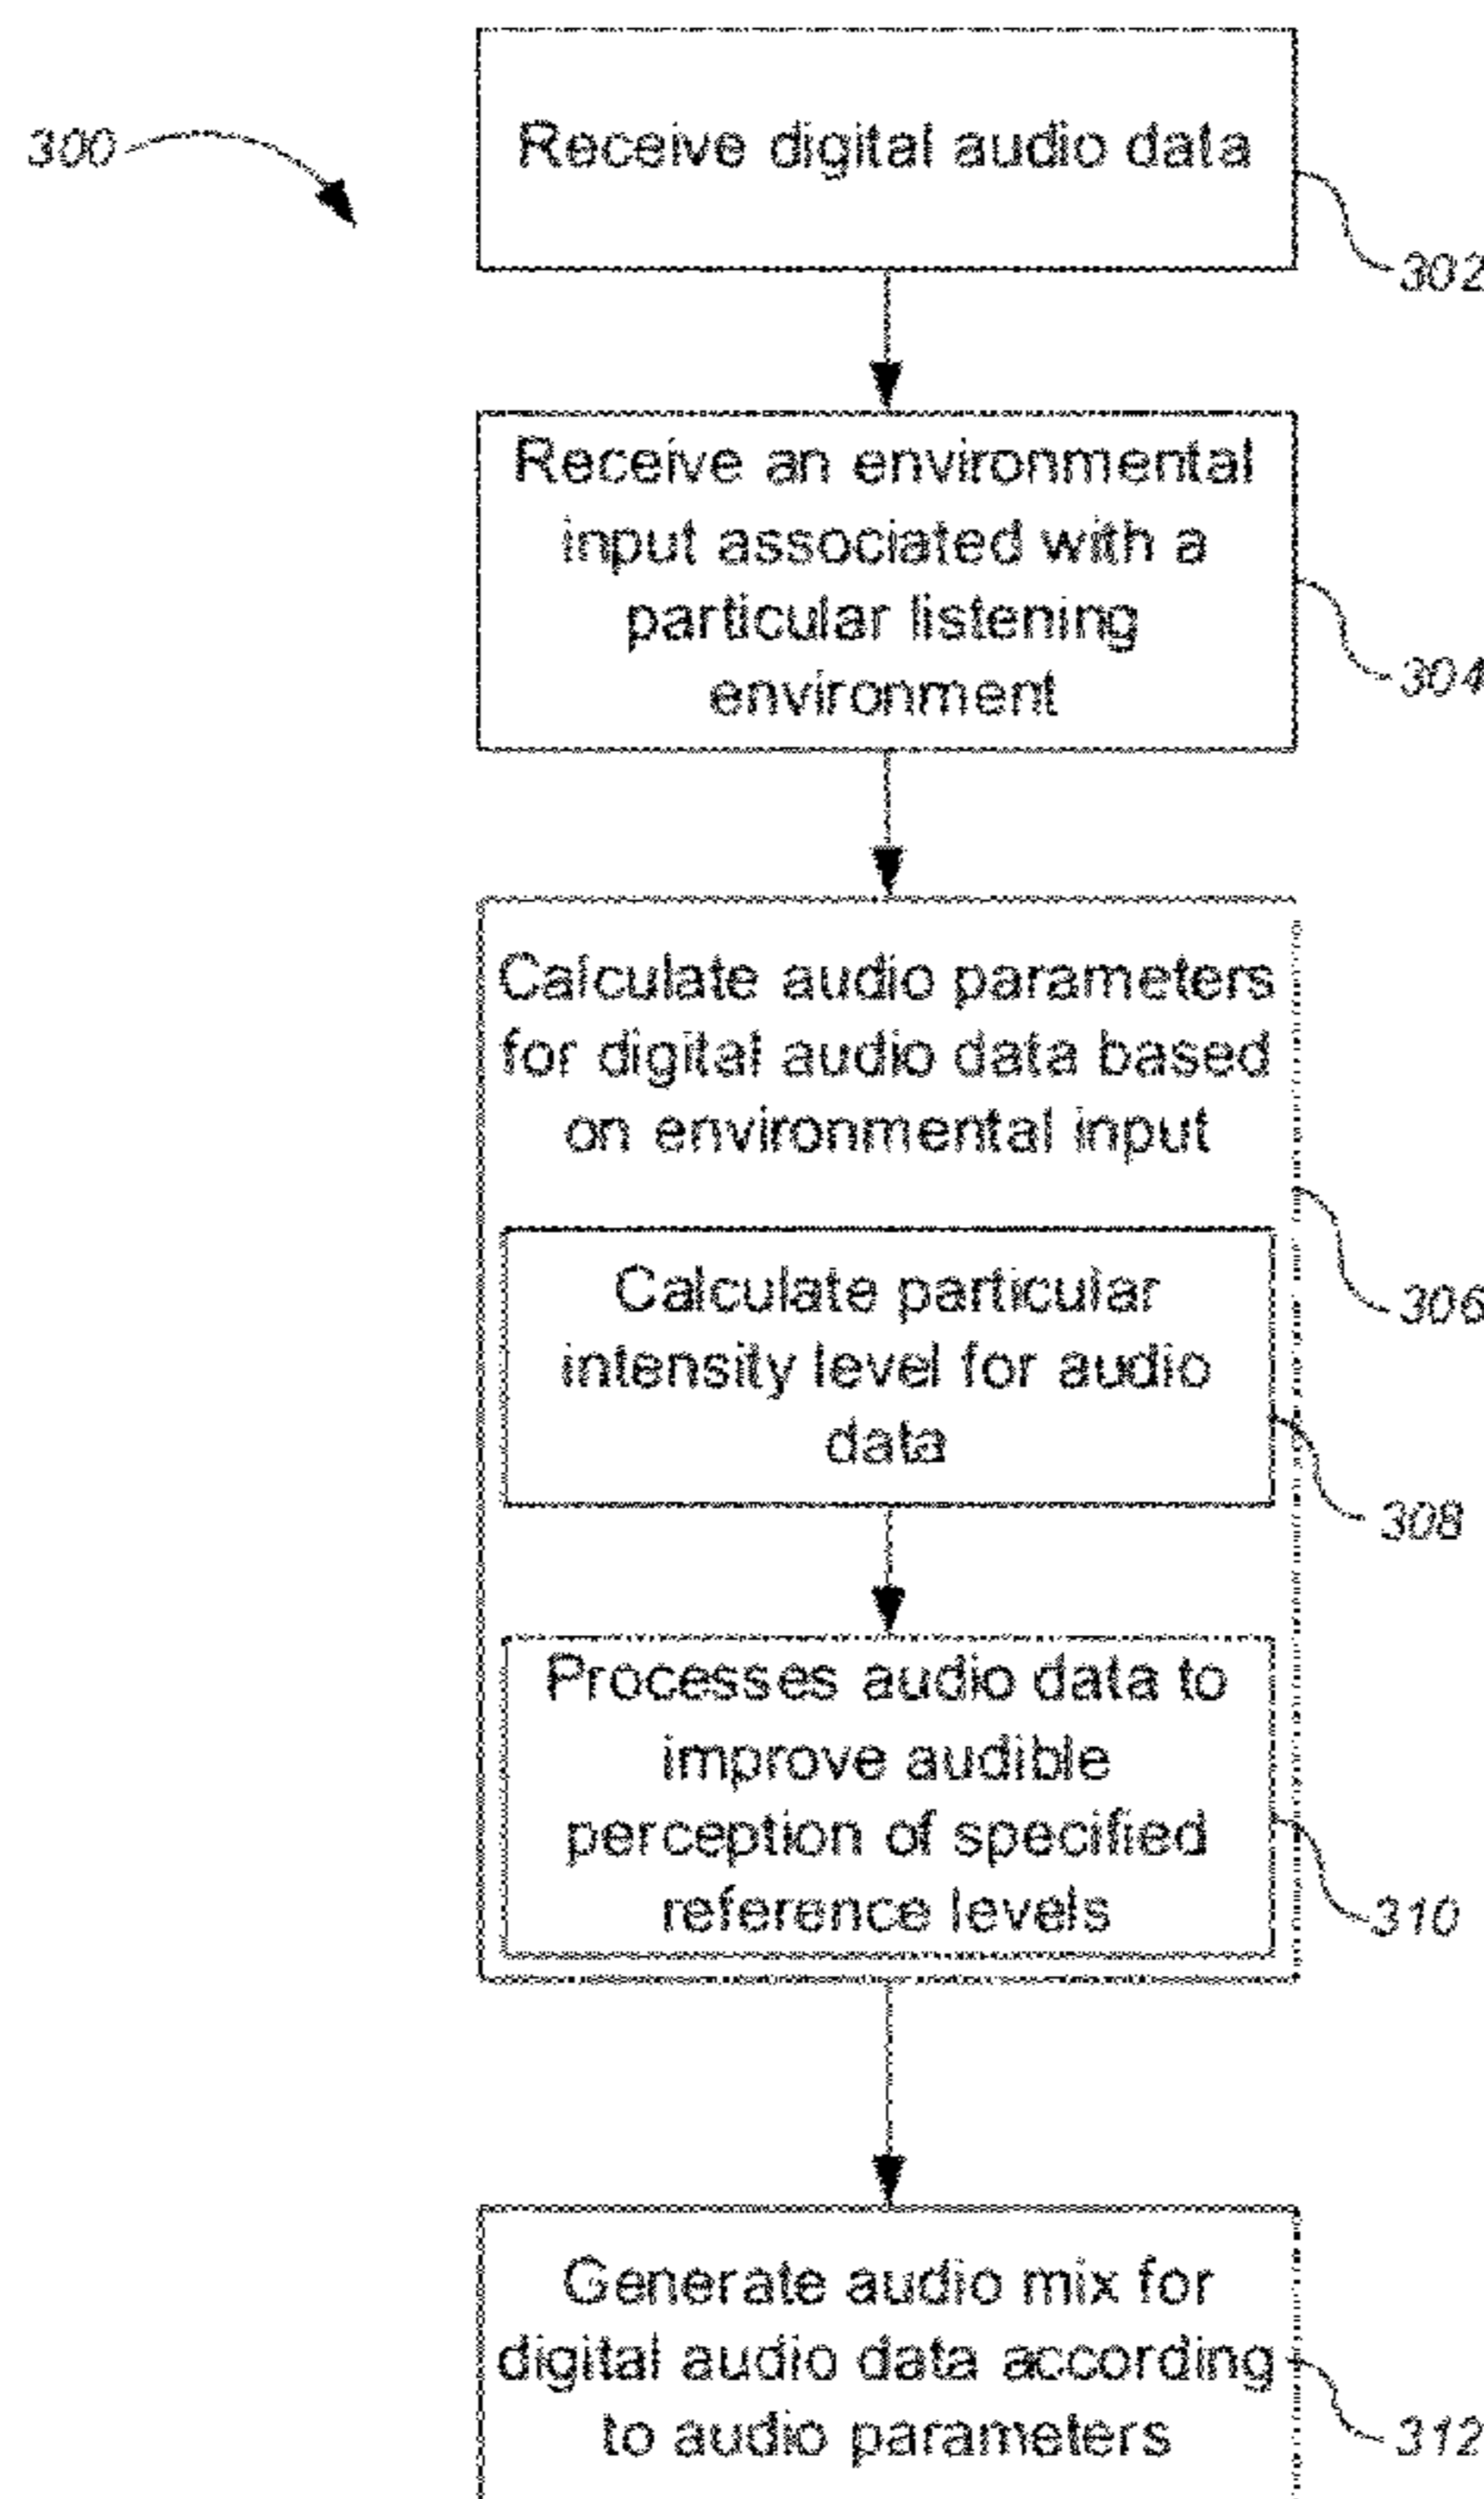 300
Receive digital audio data
302
Receive an environmental
input associated with a
particular listening
environment
304
Calculate audio parameters
for digital audio data based
on environmental input
306
Calculate particular
intensity level for audio
data
308
Processes audio data to
improve audible
perception of specified
reference levels
310
Generate audio mix for
digital audio data according
to audio parameters
312